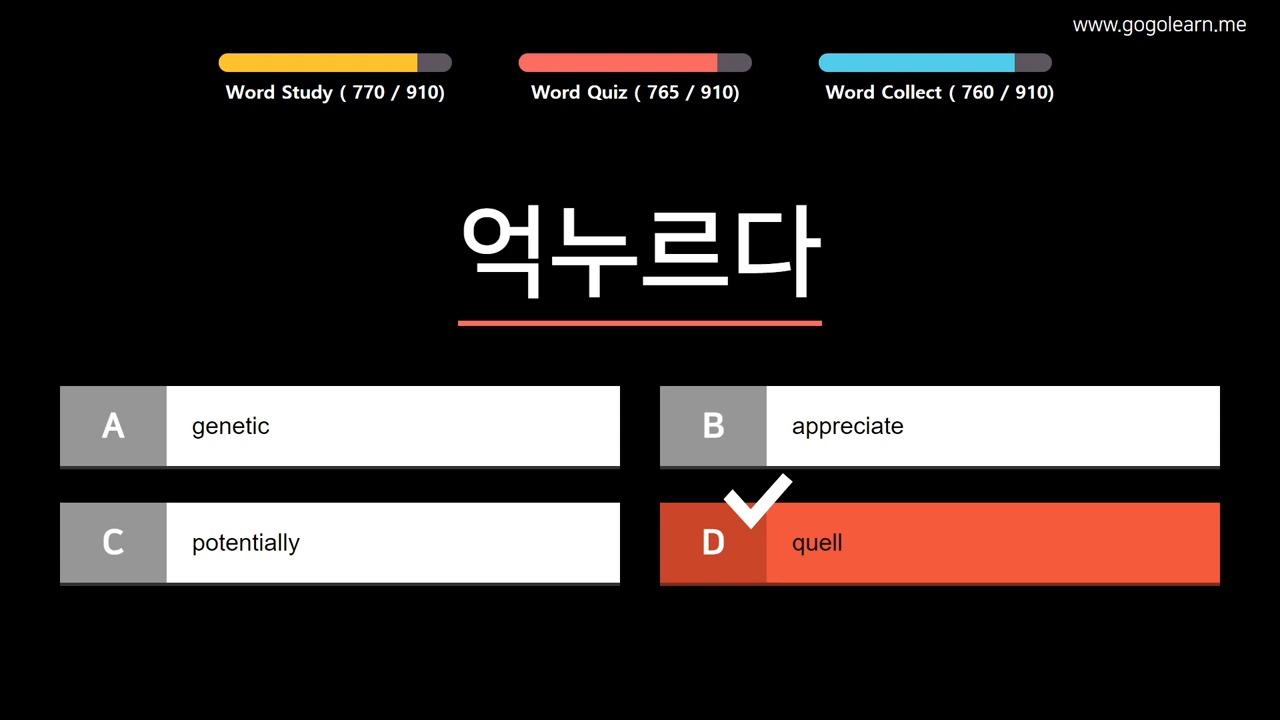 www.gogolearn.me
Word Study ( 770 / 910)
Word Quiz ( 765 / 910)
Word Collect ( 760 / 910)
억누르다
A genetic
B appreciate
C potentially
D quell